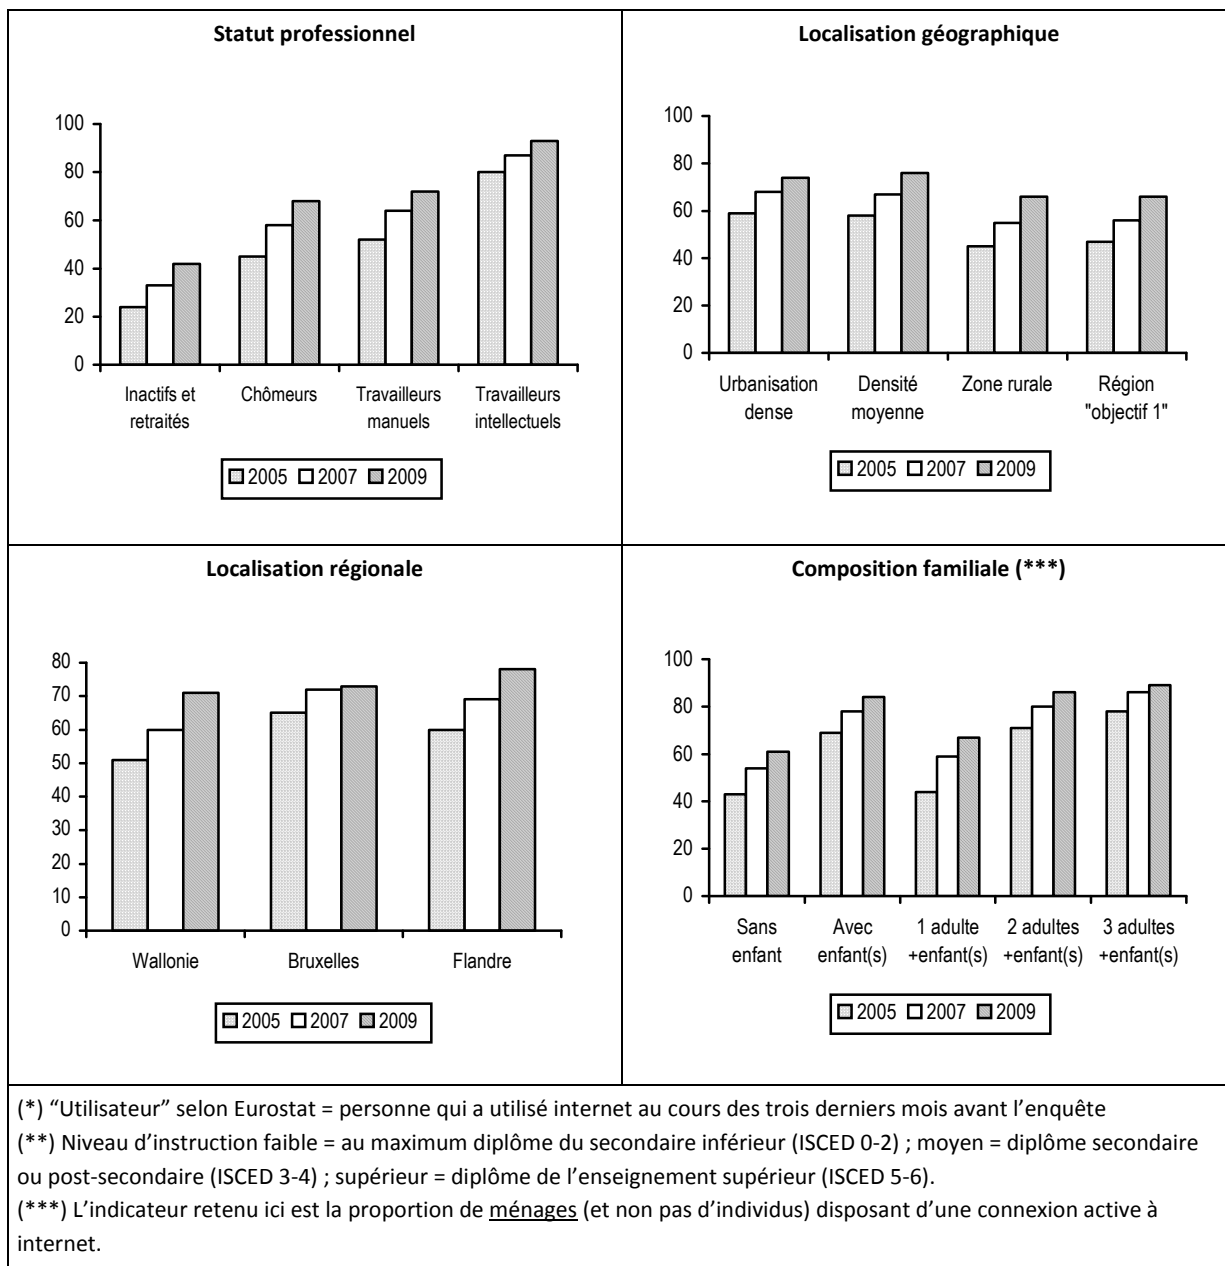 Statut professionnel
100
80
60
40
20
0
Inactifs et
retraités
Chômeurs
Travailleurs
manuels
Travailleurs
intellectuels
2005 2007 2009
Localisation géographique
100
80
60
40
20
0
Urbanisation
dense
Densité
moyenne
Zone rurale
Région
"objectif 1"
2005 2007 2009
Localisation régionale
80
70
60
50
40
30
20
10
0
Wallonie
Bruxelles
Flandre
2005 2007 2009
Composition familiale (***)
100
80
60
40
20
0
Sans
enfant
Avec
enfant(s)
1 adulte
+enfant(s)
2 adultes
+enfant(s)
3 adultes
+enfant(s)
2005 2007 2009
(*) “Utilisateur” selon Eurostat = personne qui a utilisé internet au cours des trois derniers mois avant l’enquête
(**) Niveau d’instruction faible = au maximum diplôme du secondaire inférieur (ISCED 0-2) ; moyen = diplôme secondaire
ou post-secondaire (ISCED 3-4) ; supérieur = diplôme de l’enseignement supérieur (ISCED 5-6).
(***) L’indicateur retenu ici est la proportion de ménages (et non pas d’individus) disposant d’une connexion active à
internet.